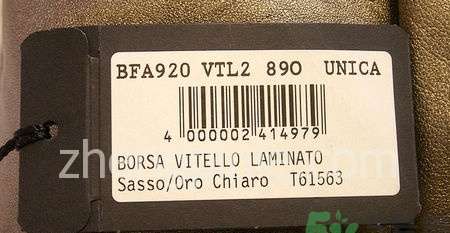 BFA920 VTL2 890 UNICA
4 000002 414979
BORSA VITELLO LAMINATO
Sasso/Oro Chiaro T61563